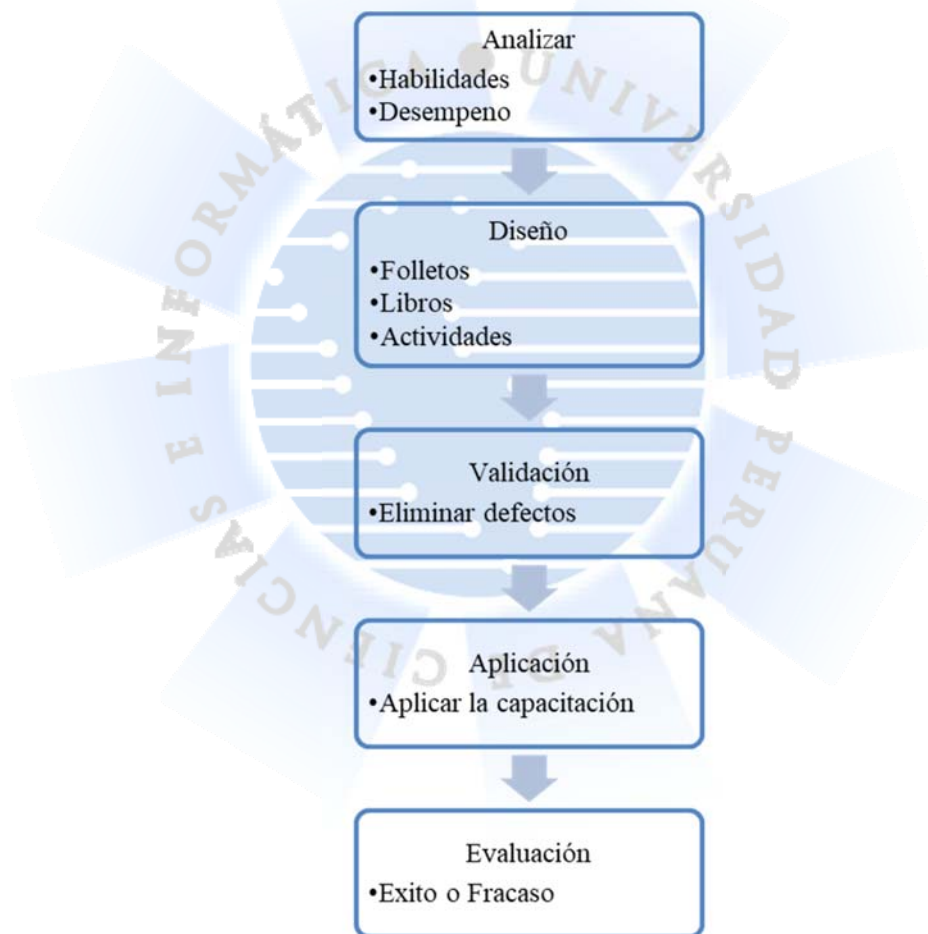 Analizar
•Habilidades
•Desempeno
Diseño
•Folletos
•Libros
•Actividades
Validación
•Eliminar defectos
Aplicación
•Aplicar la capacitación
Evaluación
•Exito o Fracaso
UNIVERSIDAD PERUANA DE CIENCIAS E INFORMÁTICA